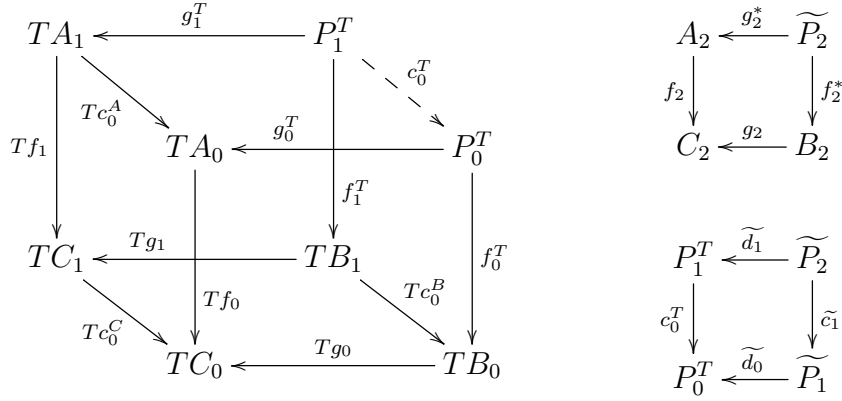 TA_1 g_1^T P_1^T A_2 g_2^* \widetilde{P_2}
Tc_0^A c_0^T f_2 f_2^*
Tf_1 TA_0 g_0^T P_0^T C_2 g_2 B_2
f_1^T
TC_1 Tg_1 TB_1 f_0^T P_1^T \widetilde{d_1} \widetilde{P_2}
Tc_0^C Tf_0 Tc_0^B c_0^T \widetilde{c_1}
TC_0 Tg_0 TB_0 P_0^T \widetilde{d_0} \widetilde{P_1}